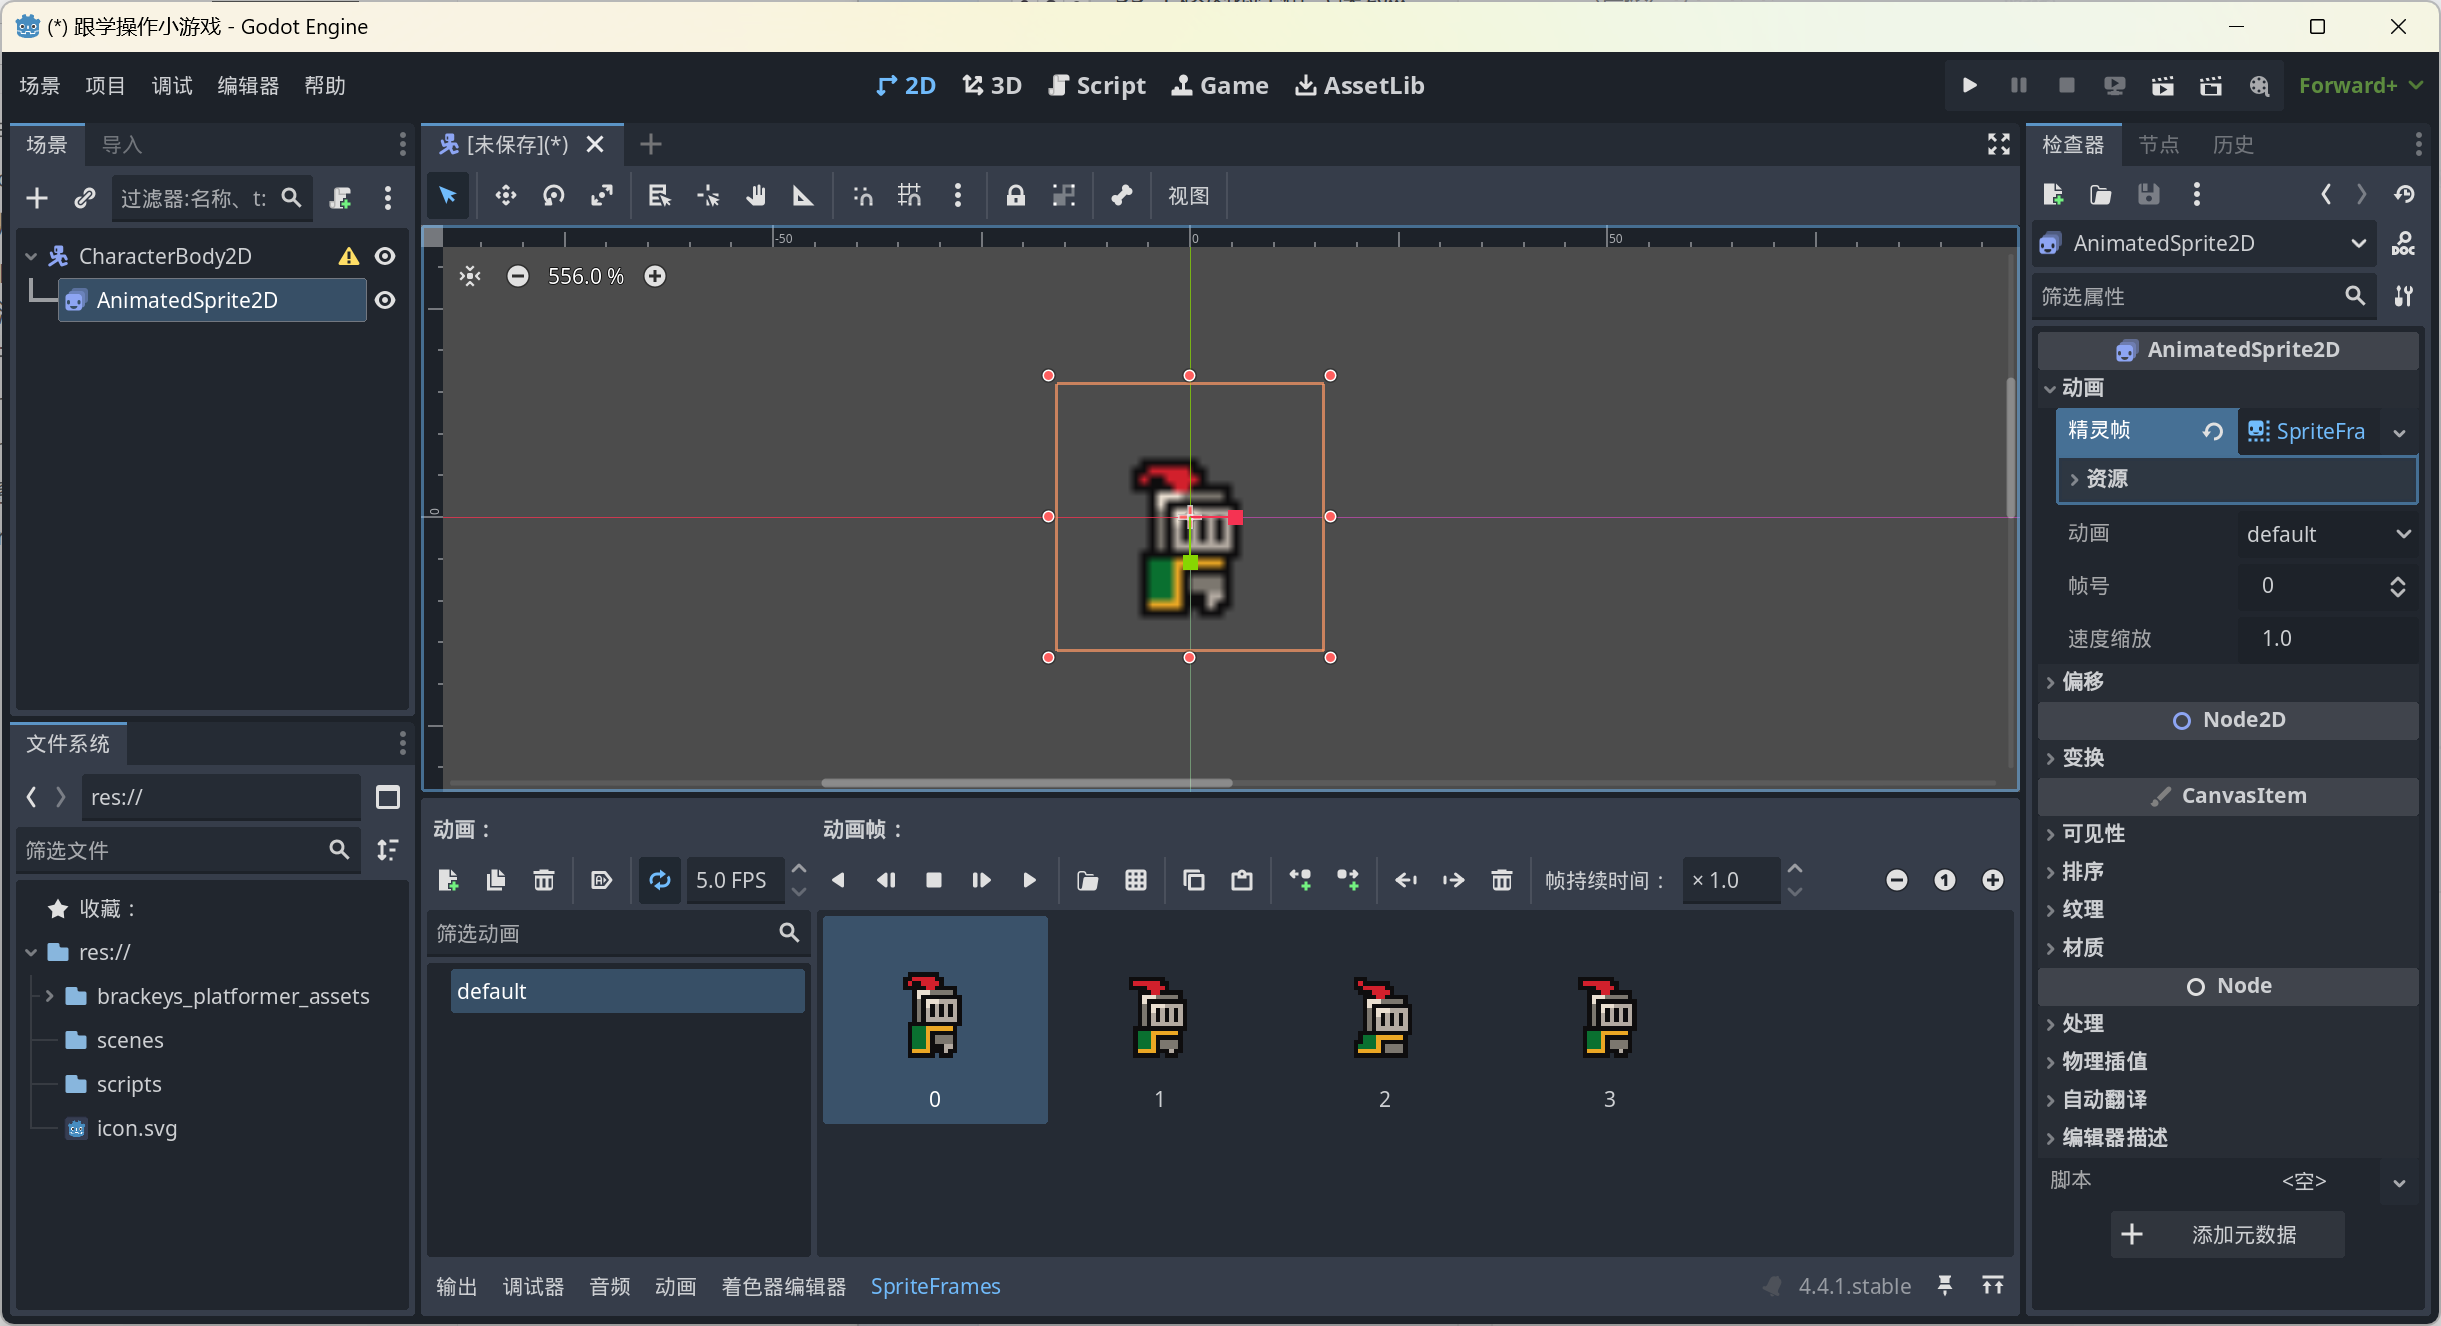 (*) 跟学操作小游戏 - Godot Engine
场景 项目 调试 编辑器 帮助
2D 3D Script Game AssetLib
Forward+
场景 导入
过滤器:名称、t:
CharacterBody2D
AnimatedSprite2D
[未保存](*)
视图
-50 0 50
556.0 %
0
文件系统
res://
筛选文件
收藏：
res://
brackeys_platformer_assets
scenes
scripts
icon.svg
动画：
5.0 FPS
筛选动画
default
动画帧：
帧持续时间： × 1.0
0 1 2 3
输出 调试器 音频 动画 着色器编辑器 SpriteFrames
4.4.1.stable
检查器 节点 历史
AnimatedSprite2D
DOC
筛选属性
AnimatedSprite2D
动画
精灵帧 SpriteFra
资源
动画 default
帧号 0
速度缩放 1.0
偏移
Node2D
变换
CanvasItem
可见性
排序
纹理
材质
Node
处理
物理插值
自动翻译
编辑器描述
脚本 <空>
添加元数据